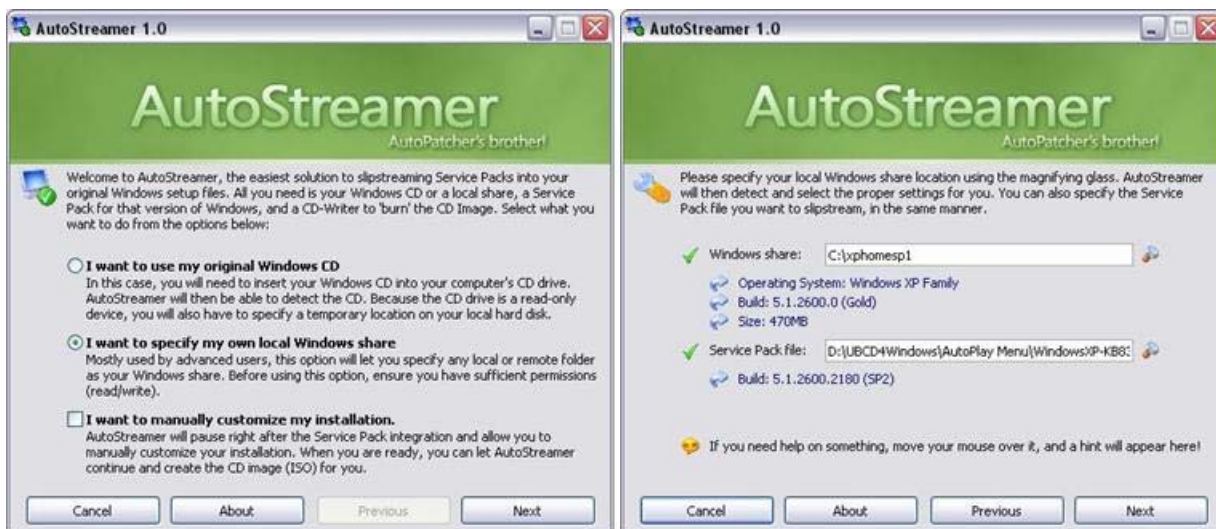 AutoStreamer 1.0
AutoStreamer
AutoPatcher's brother!
Welcome to AutoStreamer, the easiest solution to slipstreaming Service Packs into your
original Windows setup files. All you need is your Windows CD or a local share, a Service
Pack for that version of Windows, and a CD-Writer to 'burn' the CD Image. Select what you
want to do from the options below:
I want to use my original Windows CD
In this case, you will need to insert your Windows CD into your computer's CD drive.
AutoStreamer will then be able to detect the CD. Because the CD drive is a read-only
device, you will also have to specify a temporary location on your local hard disk.
I want to specify my own local Windows share
Mostly used by advanced users, this option will let you specify any local or remote folder
as your Windows share. Before using this option, ensure you have sufficient permissions
(read/write).
I want to manually customize my installation.
AutoStreamer will pause right after the Service Pack integration and allow you to
manually customize your installation. When you are ready, you can let AutoStreamer
continue and create the CD image (ISO) for you.
Cancel About Previous Next
AutoStreamer 1.0
AutoStreamer
AutoPatcher's brother!
Please specify your local Windows share location using the magnifying glass. AutoStreamer
will then detect and select the proper settings for you. You can also specify the Service
Pack file you want to slipstream, in the same manner.
Windows share: C:\xphomesp1
Operating System: Windows XP Family
Build: 5.1.2600.0 (Gold)
Size: 470MB
Service Pack file: D:\UBCD4Windows\AutoPlay Menu\WindowsXP-KB83
Build: 5.1.2600.2180 (SP2)
If you need help on something, move your mouse over it, and a hint will appear here!
Cancel About Previous Next